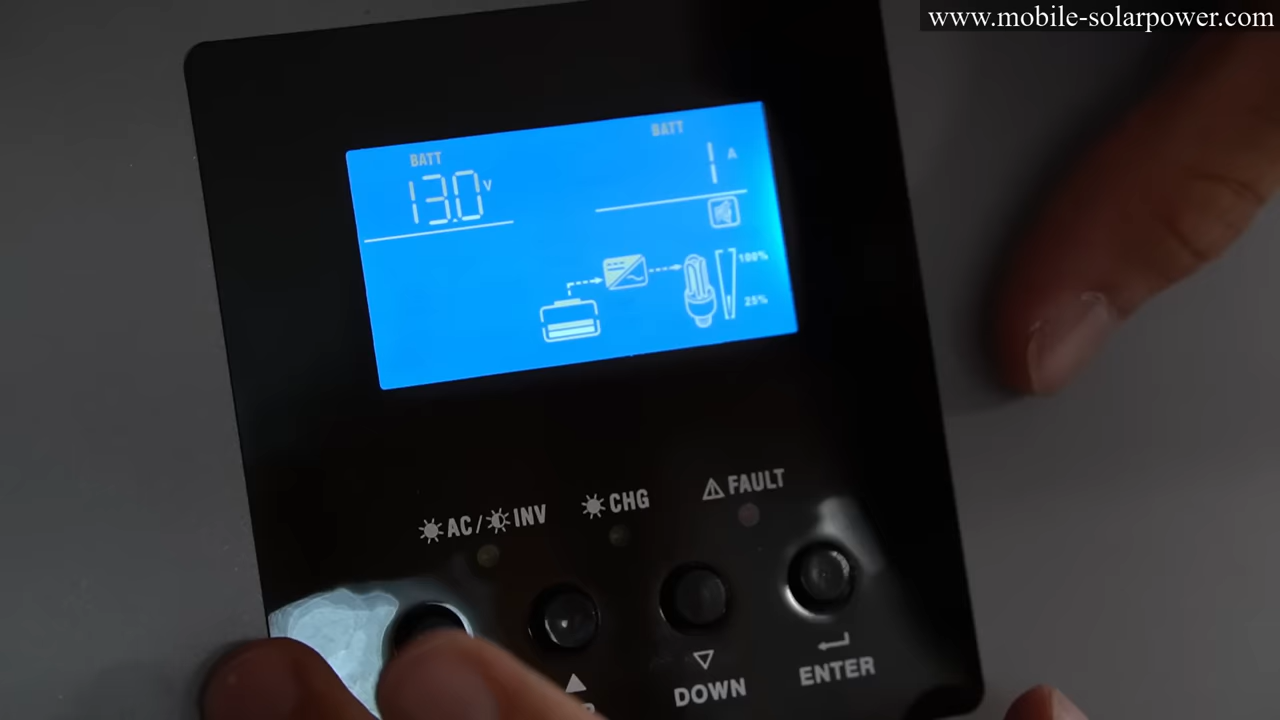 www.mobile-solarpower.com
BATT
BATT
13.0 V
1 A
100%
25%
AC/ INV
CHG
FAULT
DOWN
ENTER